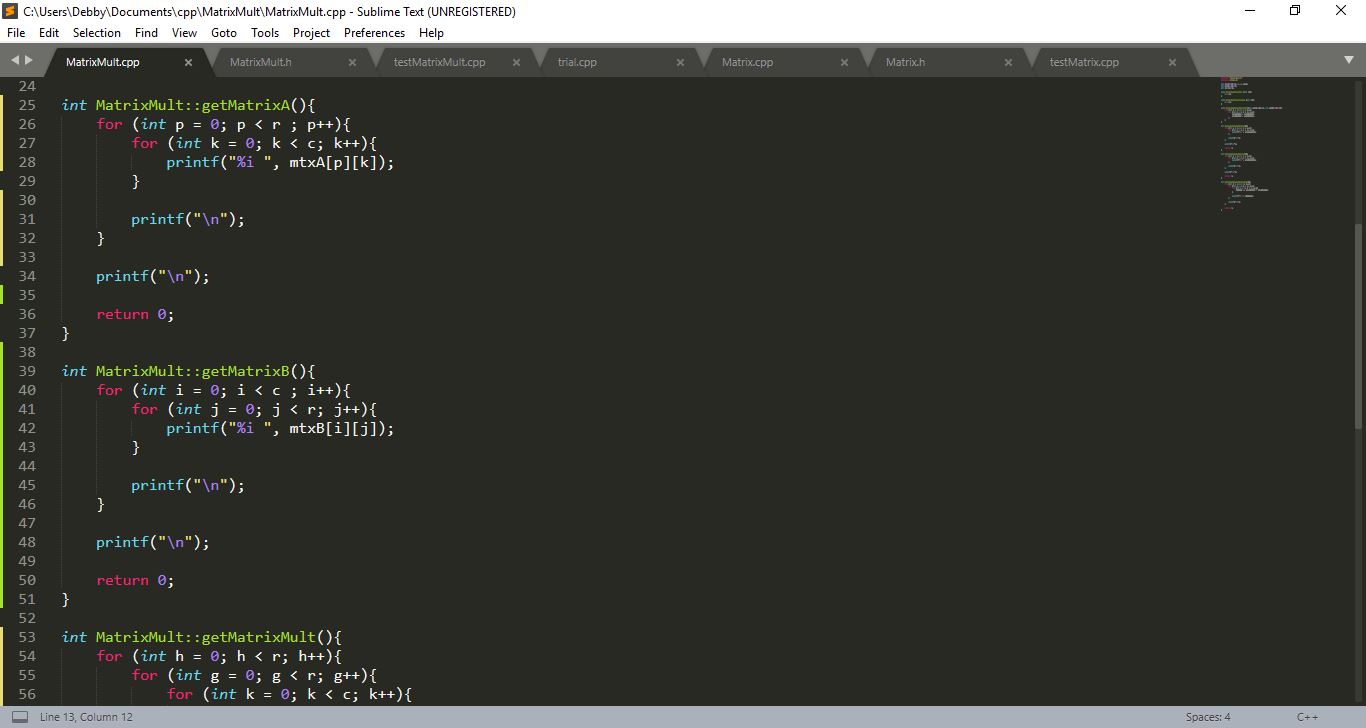 C:\Users\Debby\Documents\cpp\MatrixMult\MatrixMult.cpp - Sublime Text (UNREGISTERED)
File Edit Selection Find View Goto Tools Project Preferences Help
MatrixMult.cpp × MatrixMult.h × testMatrixMult.cpp × trial.cpp × Matrix.cpp × Matrix.h × testMatrix.cpp ×
24
25 int MatrixMult::getMatrixA(){
26 for (int p = 0; p < r ; p++){
27 for (int k = 0; k < c; k++){
28 printf("%i ", mtxA[p][k]);
29 }
30
31 printf("\n");
32 }
33
34 printf("\n");
35
36 return 0;
37 }
38
39 int MatrixMult::getMatrixB(){
40 for (int i = 0; i < c ; i++){
41 for (int j = 0; j < r; j++){
42 printf("%i ", mtxB[i][j]);
43 }
44
45 printf("\n");
46 }
47
48 printf("\n");
49
50 return 0;
51 }
52
53 int MatrixMult::getMatrixMult(){
54 for (int h = 0; h < r; h++){
55 for (int g = 0; g < r; g++){
56 for (int k = 0; k < c; k++){
Line 13, Column 12 Spaces: 4 C++